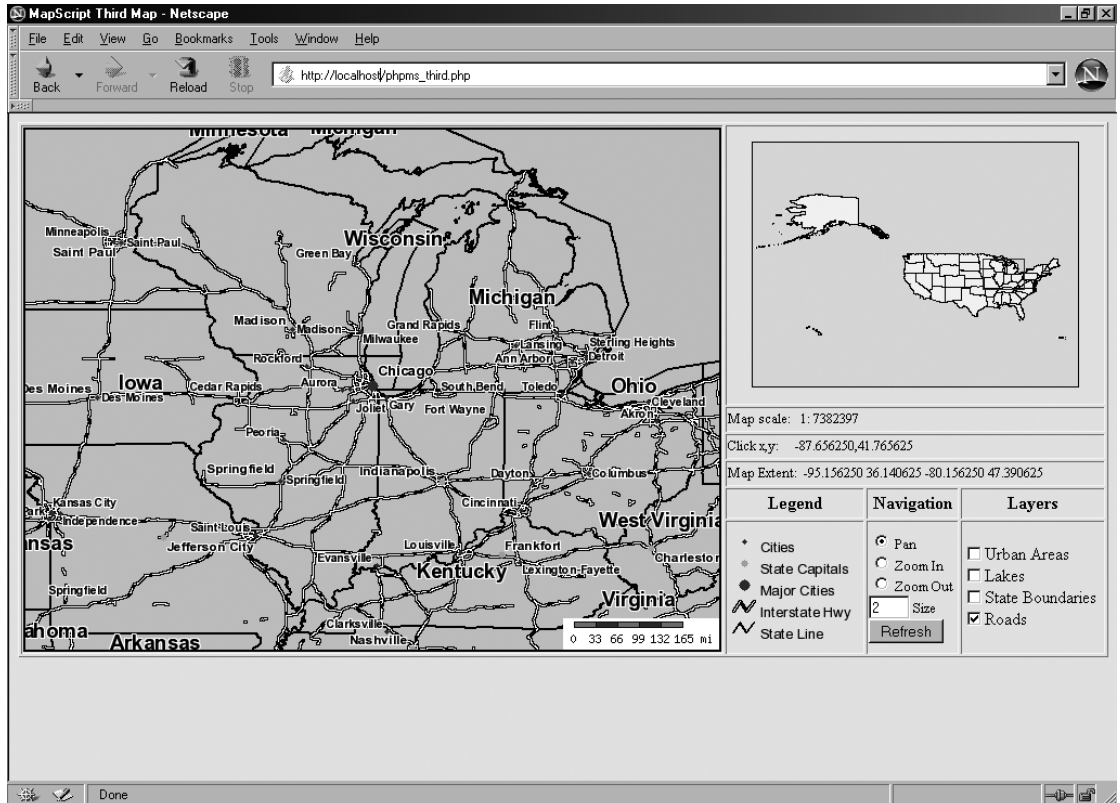 MapScript Third Map - Netscape
File Edit View Go Bookmarks Tools Window Help
Back Forward Reload Stop
http://localhost/phpms_third.php
Minnesota Michigan
Minneapolis
Saint Paul
Saint Paul
Wisconsin
Green Bay
Michigan
Madison
Madison
Grand Rapids
Flint
Milwaukee
Lansing
Sterling Heights
Rockford
Ann Arbor
Detroit
Chicago
Des Moines
Iowa
Cedar Rapids
Aurora
South Bend
Toledo
Ohio
Des Moines
Joliet
Gary
Fort Wayne
Cleveland
Akron
Peoria
Springfield
Springfield
Indianapolis
Dayton
Columbus
Kansas City
Cincinnati
Park
Independence
Saint Louis
West Virginia
nsas
Jefferson City
Evansville
Louisville
Frankfort
Charleston
Kentucky
Lexington-Fayette
Springfield
Virginia
ahoma
Arkansas
Clarksville
Nashville
0 33 66 99 132 165 mi
Map scale: 1:7382397
Click x,y: -87.656250,41.765625
Map Extent: -95.156250 36.140625 -80.156250 47.390625
Legend
Cities
State Capitals
Major Cities
Interstate Hwy
State Line
Navigation
Pan
Zoom In
Zoom Out
2 Size
Refresh
Layers
Urban Areas
Lakes
State Boundaries
Roads
Done